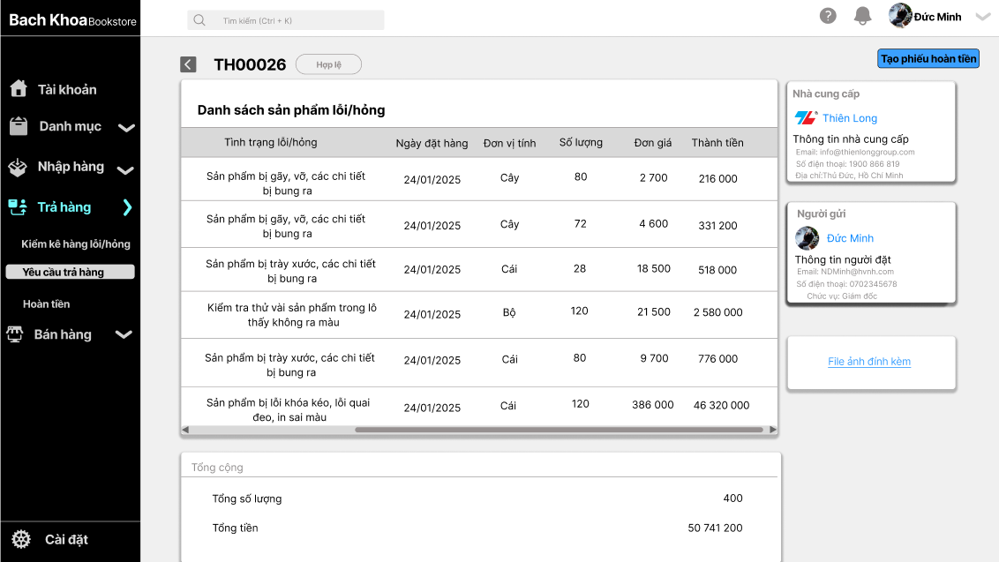 Bach Khoa Bookstore
Tìm kiếm (Ctrl + K)
?
Đức Minh
Tài khoản
Danh mục
Nhập hàng
Trả hàng
Kiểm kê hàng lỗi/hỏng
Yêu cầu trả hàng
Hoàn tiền
Bán hàng
Cài đặt
TH00026
Hợp lệ
Tạo phiếu hoàn tiền
Danh sách sản phẩm lỗi/hỏng
Tình trạng lỗi/hỏng Ngày đặt hàng Đơn vị tính Số lượng Đơn giá Thành tiền
Sản phẩm bị gãy, vỡ, các chi tiết
bị bung ra
24/01/2025 Cây 80 2 700 216 000
Sản phẩm bị gãy, vỡ, các chi tiết
bị bung ra
24/01/2025 Cây 72 4 600 331 200
Sản phẩm bị trày xước, các chi tiết
bị bung ra
24/01/2025 Cái 28 18 500 518 000
Kiểm tra thử vài sản phẩm trong lô
thấy không ra màu
24/01/2025 Bộ 120 21 500 2 580 000
Sản phẩm bị trày xước, các chi tiết
bị bung ra
24/01/2025 Cái 80 9 700 776 000
Sản phẩm bị lỗi khóa kéo, lỗi quai
đeo, in sai màu
24/01/2025 Cái 120 386 000 46 320 000
Tổng cộng
Tổng số lượng 400
Tổng tiền 50 741 200
Nhà cung cấp
Thiên Long
Thông tin nhà cung cấp
Email: info@thienlonggroup.com
Số điện thoại: 1900 866 819
Địa chỉ:Thủ Đức, Hồ Chí Minh
Người gửi
Đức Minh
Thông tin người đặt
Email: NDMinh@hvnh.com
Số điện thoại: 0702345678
Chức vụ: Giám đốc
File ảnh đính kèm